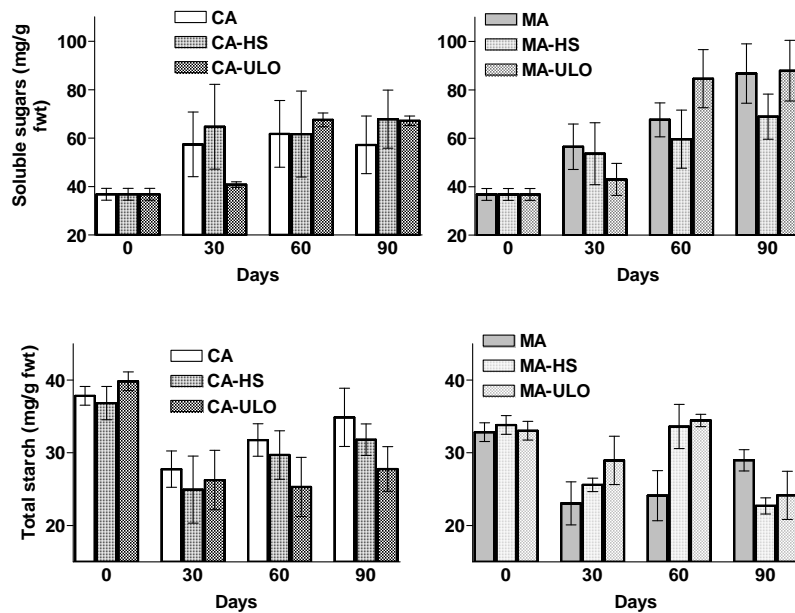 Soluble sugars (mg/g
fwt)
100
80
60
40
20
CA
CA-HS
CA-ULO
0 30 60 90
Days
100
80
60
40
20
MA
MA-HS
MA-ULO
0 30 60 90
Days
Total starch (mg/g fwt)
40
30
20
CA
CA-HS
CA-ULO
0 30 60 90
Days
40
30
20
MA
MA-HS
MA-ULO
0 30 60 90
Days